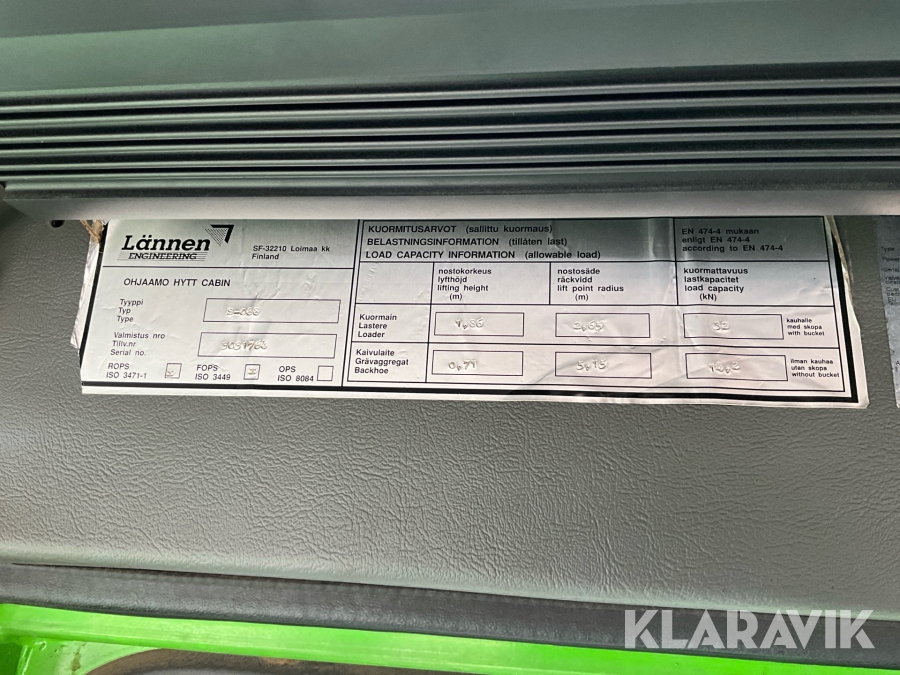 Lännen
ENGINEERING
SF-32210 Loimaa kk
Finland
OHJAAMO HYTT CABIN
Tyyppi
Typ
Type
Valmistus nro
Tillv.nr
Serial no.
ROPS
ISO 3471-1
FOPS
ISO 3449
OPS
ISO 8084
KUORMITUSARVOT (sallittu kuormaus)
BELASTNINGSINFORMATION (tillåten last)
LOAD CAPACITY INFORMATION (allowable load)
EN 474-4 mukaan
enligt EN 474-4
according to EN 474-4
nostokorkeus
lyfthöjd
lifting height
(m)
nostosäde
räckvidd
lift point radius
(m)
kuormattavuus
lastkapacitet
load capacity
(kN)
Kuormain
Lastere
Loader
32
kauhalle
med skopa
with bucket
Kaivulaite
Grävaggregat
Backhoe
ilman kauhaa
utan skopa
without bucket
KLARAVIK